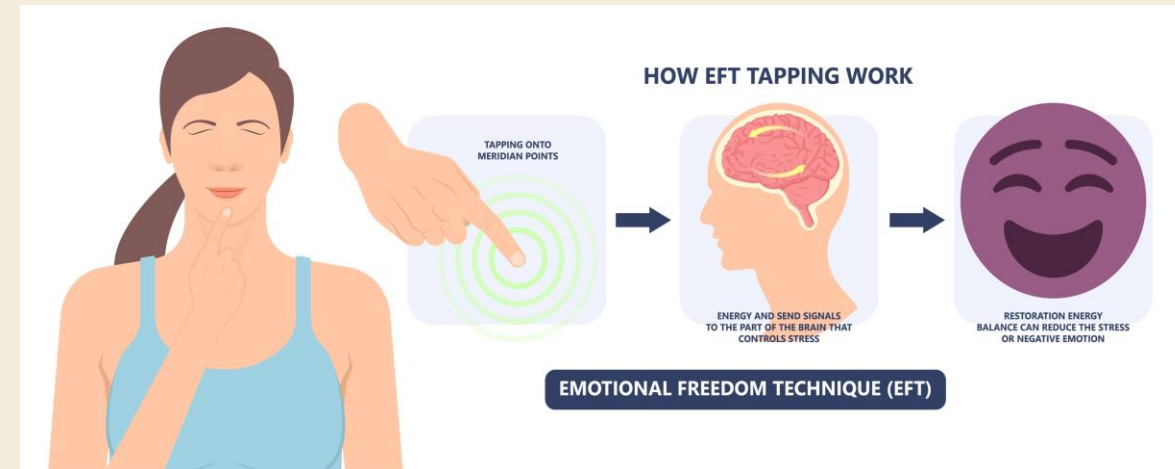 HOW EFT TAPPING WORK
TAPPING ONTO
MERIDIAN POINTS
ENERGY AND SEND SIGNALS
TO THE PART OF THE BRAIN THAT
CONTROLS STRESS
RESTORATION ENERGY
BALANCE CAN REDUCE THE STRESS
OR NEGATIVE EMOTION
EMOTIONAL FREEDOM TECHNIQUE (EFT)